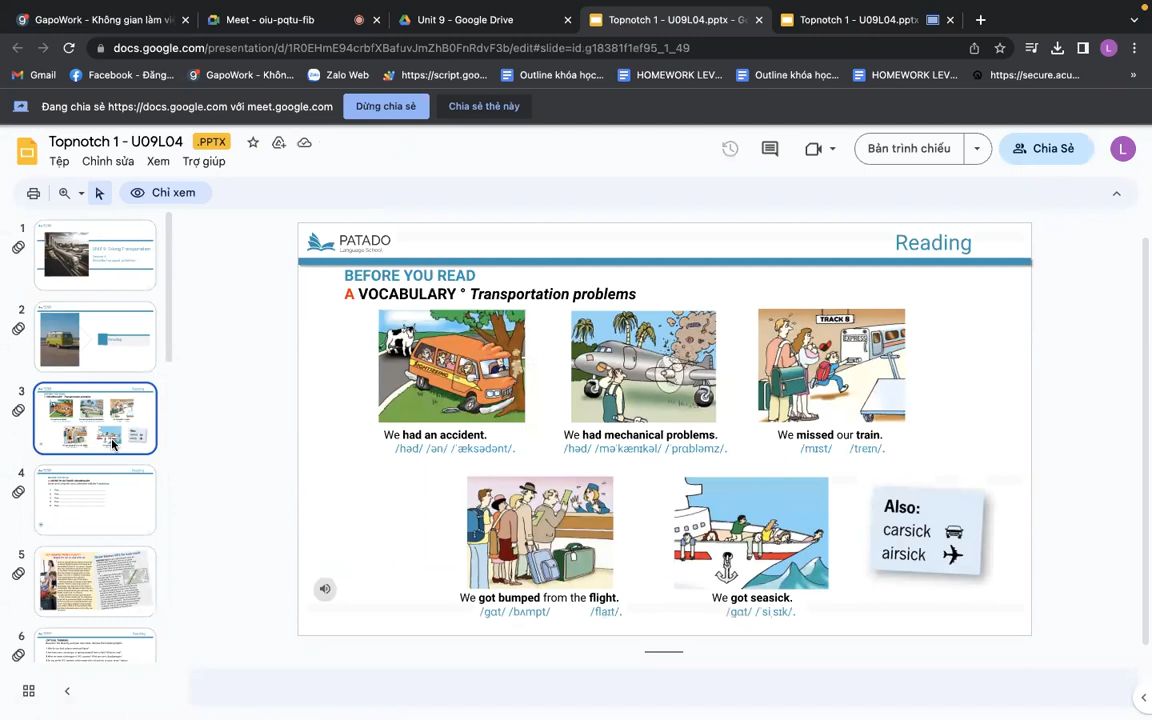 GapoWork - Không gian làm vi
Meet - oiu-pqtu-fib
Unit 9 - Google Drive
Topnotch 1 - U09L04.pptx - Go
Topnotch 1 - U09L04.pptx
docs.google.com/presentation/d/1R0EHmE94crbfXBafuvJmZhB0FnRdvF3b/edit#slide=id.g18381f1ef95_1_49
L
Gmail
Facebook - Đăng...
GapoWork - Khôn...
Zalo Web
https://script.goo...
Outline khóa học...
HOMEWORK LEV...
Outline khóa học...
HOMEWORK LEV...
https://secure.acu...
Đang chia sẻ https://docs.google.com với meet.google.com
Dừng chia sẻ
Chia sẻ thẻ này
Topnotch 1 - U09L04
.PPTX
Tệp
Chỉnh sửa
Xem
Trợ giúp
Bản trình chiếu
Chia Sẻ
L
Chỉ xem
1
2
3
4
5
6
PATADO
Language School
Reading
BEFORE YOU READ
A VOCABULARY ° Transportation problems
SIGHTSEEING
TRACK 8
EXPRESS
We had an accident.
/həd/ /ən/ /ˈæksədənt/.
We had mechanical problems.
/həd/ /məˈkænɪkəl/ /ˈprɑbləmz/.
We missed our train.
/mɪst/ /treɪn/.
We got bumped from the flight.
/gɑt/ /bʌmpt/ /flaɪt/.
We got seasick.
/gɑt/ /ˈsiˌsɪk/.
Also:
carsick
airsick